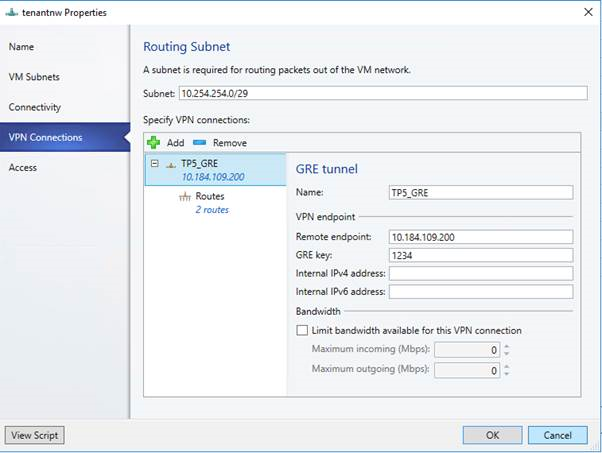 tenantnw Properties
Name
VM Subnets
Connectivity
VPN Connections
Access
Routing Subnet
A subnet is required for routing packets out of the VM network.
Subnet: 10.254.254.0/29
Specify VPN connections:
Add Remove
TP5_GRE
10.184.109.200
Routes
2 routes
GRE tunnel
Name: TP5_GRE
VPN endpoint
Remote endpoint: 10.184.109.200
GRE key: 1234
Internal IPv4 address:
Internal IPv6 address:
Bandwidth
Limit bandwidth available for this VPN connection
Maximum incoming (Mbps): 0
Maximum outgoing (Mbps): 0
View Script OK Cancel